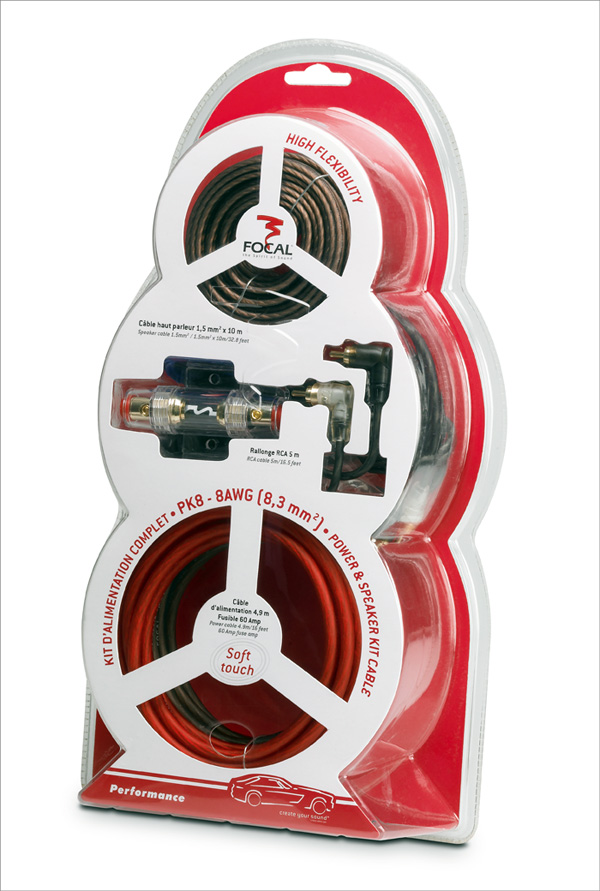 HIGH FLEXIBILITY
FOCAL
the Spirit of Sound
Câble haut parleur 1,5 mm² x 10 m
Speaker cable 1.5mm² / 1.5mm² x 10m/32.8 feet
Rallonge RCA 5 m
RCA cable 5m/16.5 feet
KIT D'ALIMENTATION COMPLET • PK8 - 8AWG (8,3 mm²) • POWER & SPEAKER KIT CABLE
Câble
d'alimentation 4,9 m
Fusible 60 Amp
Power cable 4.9m/16 feet
60 Amp fuse amp
Soft
touch
Performance
create your sound